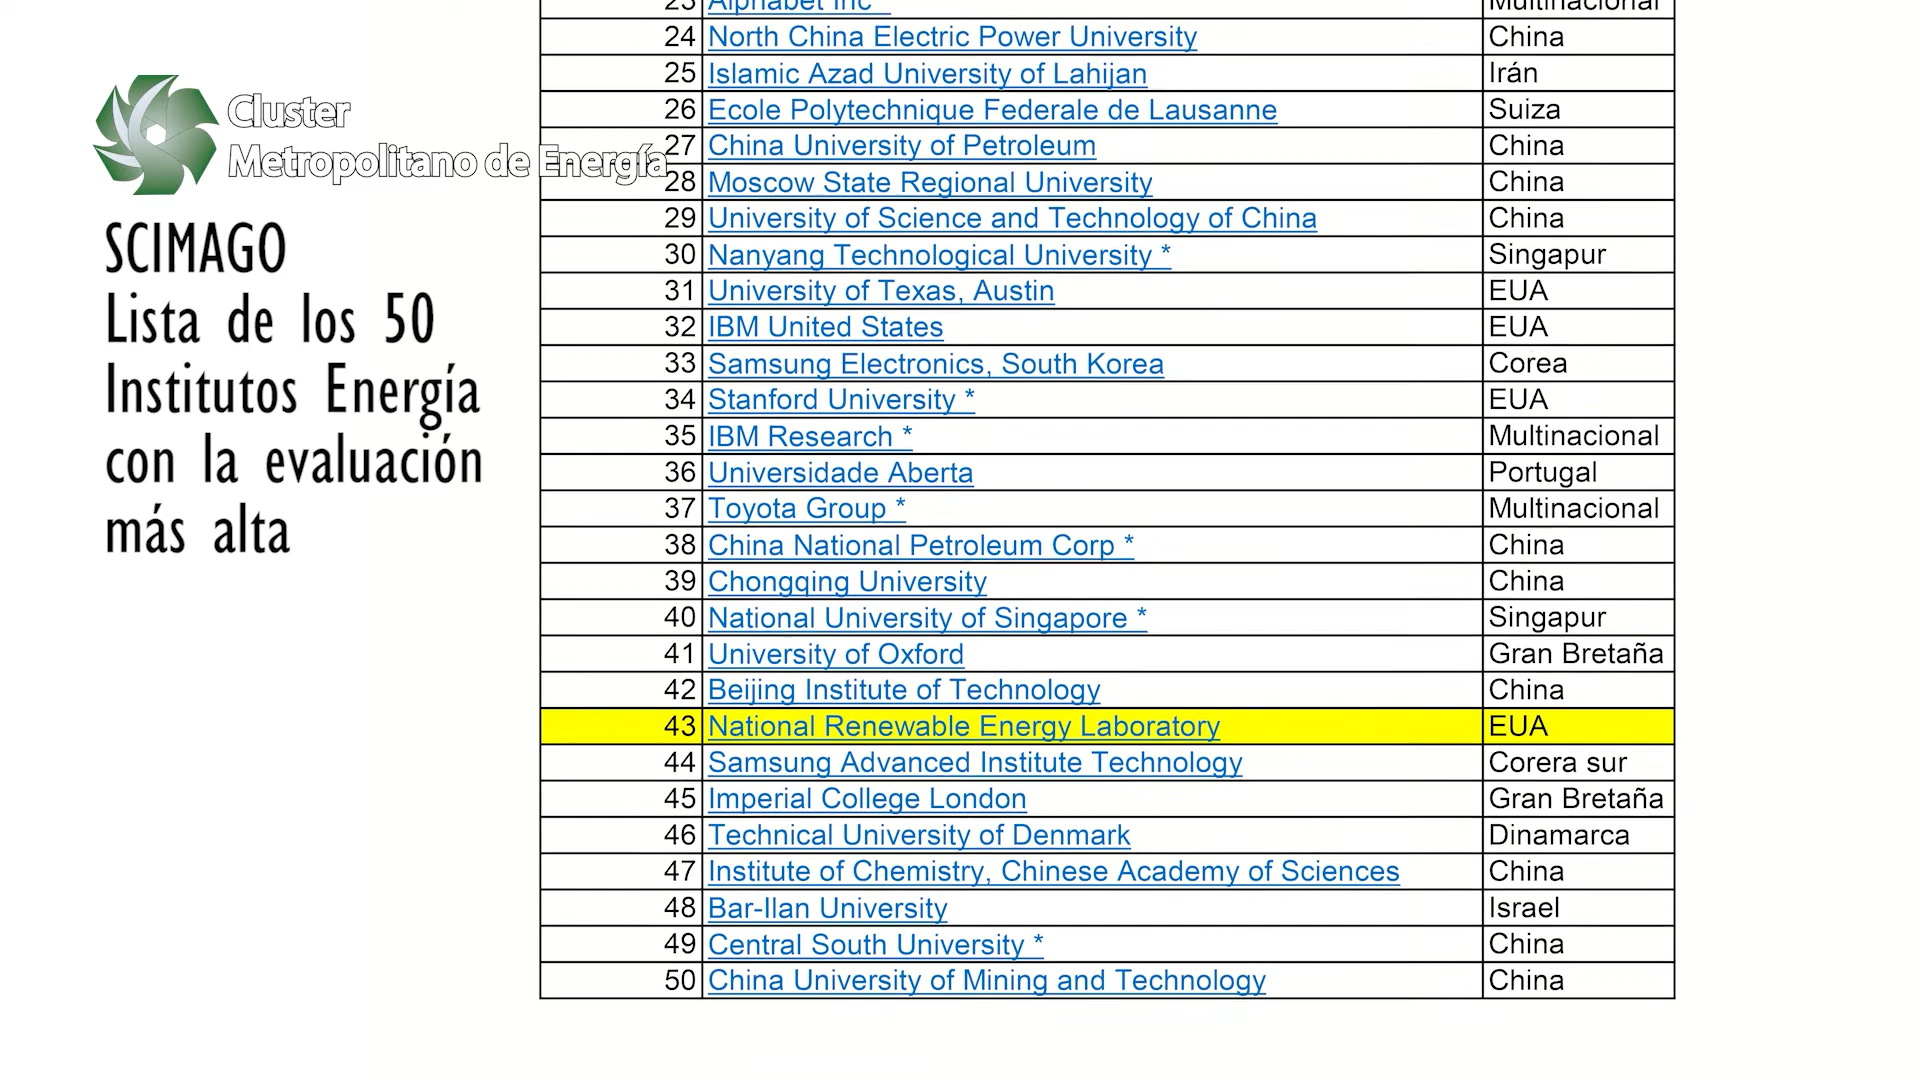 Cluster
Metropolitano de Energía
SCIMAGO
Lista de los 50
Institutos Energía
con la evaluación
más alta
23 Alphabet Inc Multinacional
24 North China Electric Power University China
25 Islamic Azad University of Lahijan Irán
26 Ecole Polytechnique Federale de Lausanne Suiza
27 China University of Petroleum China
28 Moscow State Regional University China
29 University of Science and Technology of China China
30 Nanyang Technological University * Singapur
31 University of Texas, Austin EUA
32 IBM United States EUA
33 Samsung Electronics, South Korea Corea
34 Stanford University * EUA
35 IBM Research * Multinacional
36 Universidade Aberta Portugal
37 Toyota Group * Multinacional
38 China National Petroleum Corp * China
39 Chongqing University China
40 National University of Singapore * Singapur
41 University of Oxford Gran Bretaña
42 Beijing Institute of Technology China
43 National Renewable Energy Laboratory EUA
44 Samsung Advanced Institute Technology Corera sur
45 Imperial College London Gran Bretaña
46 Technical University of Denmark Dinamarca
47 Institute of Chemistry, Chinese Academy of Sciences China
48 Bar-Ilan University Israel
49 Central South University * China
50 China University of Mining and Technology China